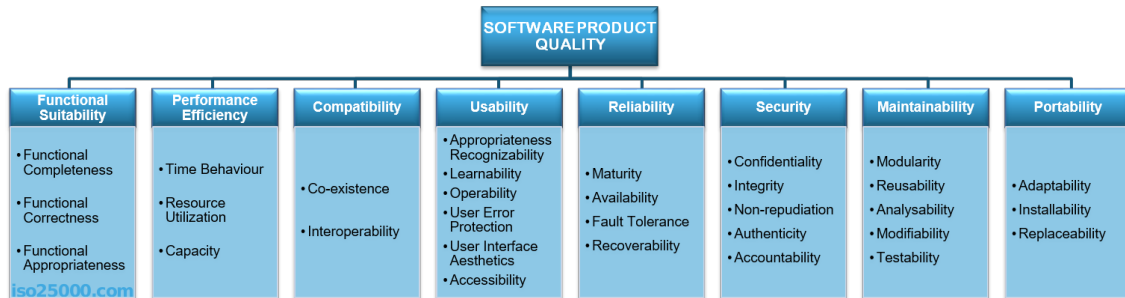 SOFTWARE PRODUCT
QUALITY
Functional
Suitability
• Functional
Completeness
• Functional
Correctness
• Functional
Appropriateness
Performance
Efficiency
• Time Behaviour
• Resource
Utilization
• Capacity
Compatibility
• Co-existence
• Interoperability
Usability
• Appropriateness
Recognizability
• Learnability
• Operability
• User Error
Protection
• User Interface
Aesthetics
• Accessibility
Reliability
• Maturity
• Availability
• Fault Tolerance
• Recoverability
Security
• Confidentiality
• Integrity
• Non-repudiation
• Authenticity
• Accountability
Maintainability
• Modularity
• Reusability
• Analysability
• Modifiability
• Testability
Portability
• Adaptability
• Installability
• Replaceability
iso25000.com